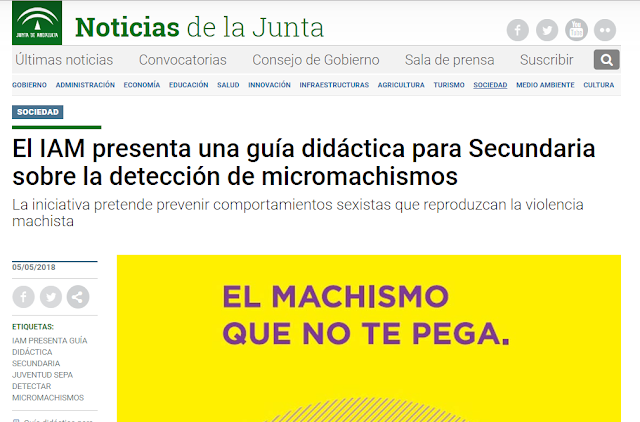 JUNTA DE ANDALUCIA
Noticias de la Junta
Últimas noticias Convocatorias Consejo de Gobierno Sala de prensa Suscribir
GOBIERNO ADMINISTRACIÓN ECONOMÍA EDUCACIÓN SALUD INNOVACIÓN INFRAESTRUCTURAS AGRICULTURA TURISMO SOCIEDAD MEDIO AMBIENTE CULTURA
SOCIEDAD
El IAM presenta una guía didáctica para Secundaria
sobre la detección de micromachismos
La iniciativa pretende prevenir comportamientos sexistas que reproduzcan la violencia
machista
05/05/2018
ETIQUETAS:
IAM PRESENTA GUÍA
DIDÁCTICA
SECUNDARIA
JUVENTUD SEPA
DETECTAR
MICROMACHISMOS
EL MACHISMO
QUE NO TE PEGA.